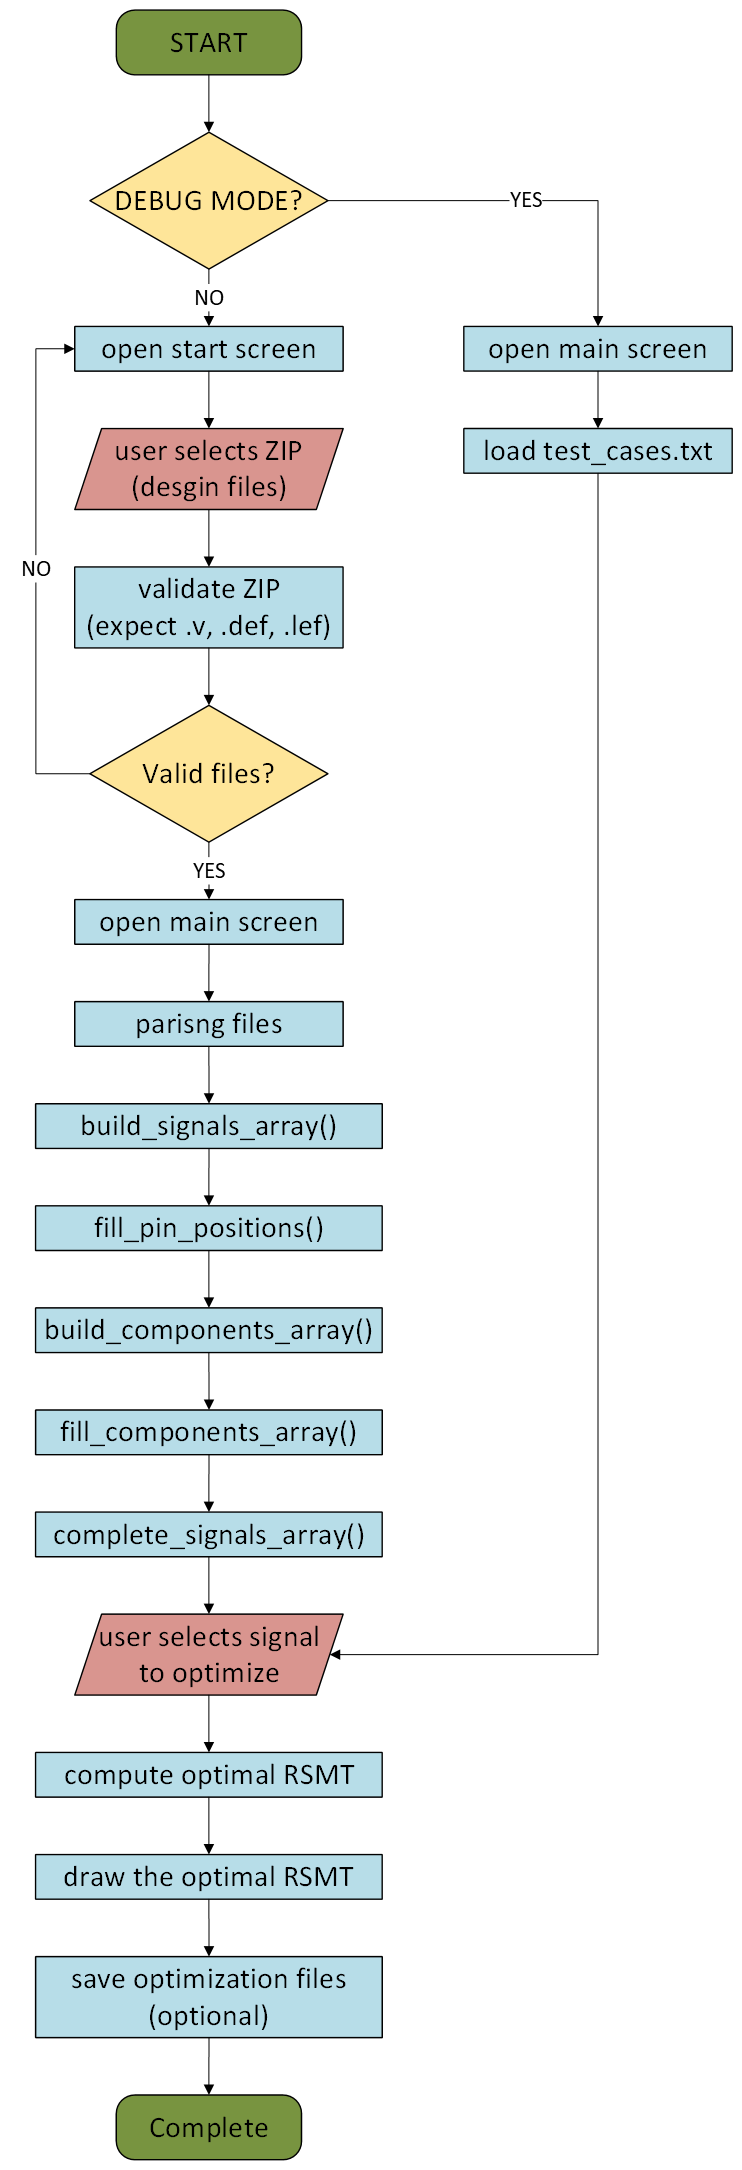 START
DEBUG MODE?
YES
NO
open start screen
open main screen
user selects ZIP
(desgin files)
load test_cases.txt
NO
validate ZIP
(expect .v, .def, .lef)
Valid files?
YES
open main screen
parisng files
build_signals_array()
fill_pin_positions()
build_components_array()
fill_components_array()
complete_signals_array()
user selects signal
to optimize
compute optimal RSMT
draw the optimal RSMT
save optimization files
(optional)
Complete